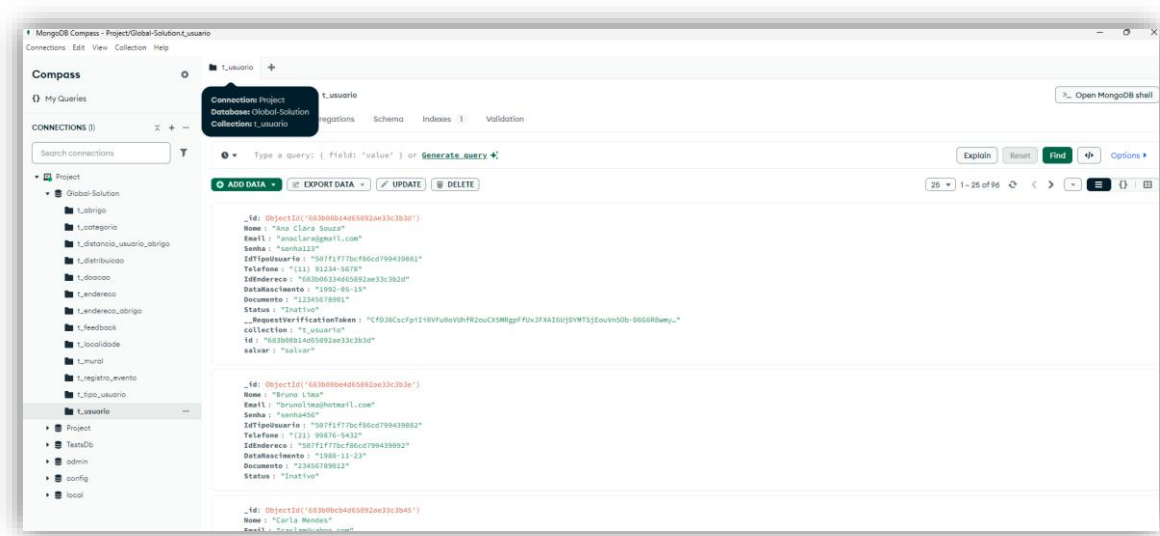 MongoDB Compass - Project/Global-Solution.t_usuario
Connections Edit View Collection Help
Compass
{} My Queries
CONNECTIONS (1)
Search connections
Project
Global-Solution
t_abrigo
t_categoria
t_distancia_usuario_abrigo
t_distribuicao
t_doacao
t_endereco
t_endereco_abrigo
t_feedback
t_localidade
t_mural
t_registro_evento
t_tipo_usuario
t_usuario
Project
TestsDb
admin
config
local
t_usuario
Connection: Project
Database: Global-Solution
Collection: t_usuario
t_usuario
>_ Open MongoDB shell
regations Schema Indexes 1 Validation
Type a query: { field: 'value' } or Generate query
Explain Reset Find </> Options
ADD DATA EXPORT DATA UPDATE DELETE
25 1 - 25 of 96 {}
_id: ObjectId('683b08b14d65892ae33c3b3d')
Nome : "Ana Clara Souza"
Email : "anaclara@gmail.com"
Senha : "senha123"
IdTipoUsuario : "507f1f77bcf86cd799439081"
Telefone : "(11) 91234-5678"
IdEndereco : "683b06334d65892ae33c3b2d"
DataNascimento : "1992-05-15"
Documento : "12345678901"
Status : "Inativo"
__RequestVerificationToken :
collection : "t_usuario"
id : "683b08b14d65892ae33c3b3d"
salvar : "salvar"
_id: ObjectId('683b08be4d65892ae33c3b3e')
Nome : "Bruno Lima"
Email : "brunolima@hotmail.com"
Senha : "senha456"
IdTipoUsuario : "507f1f77bcf86cd799439082"
Telefone : "(21) 99876-5432"
IdEndereco : "507f1f77bcf86cd799439092"
DataNascimento : "1988-11-23"
Documento : "23456789012"
Status : "Inativo"
_id: ObjectId('683b08bcb4d65892ae33c3b45')
Nome : "Carla Mendes"